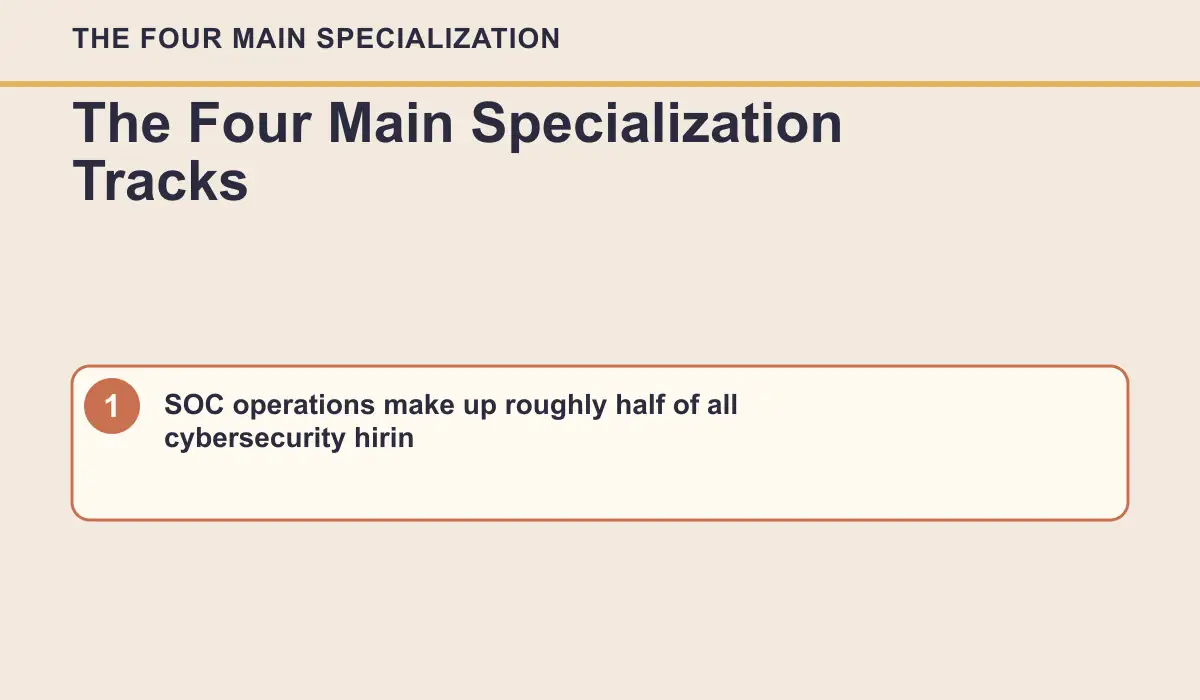 THE FOUR MAIN SPECIALIZATION
The Four Main Specialization
Tracks
1
SOC operations make up roughly half of all
cybersecurity hirin